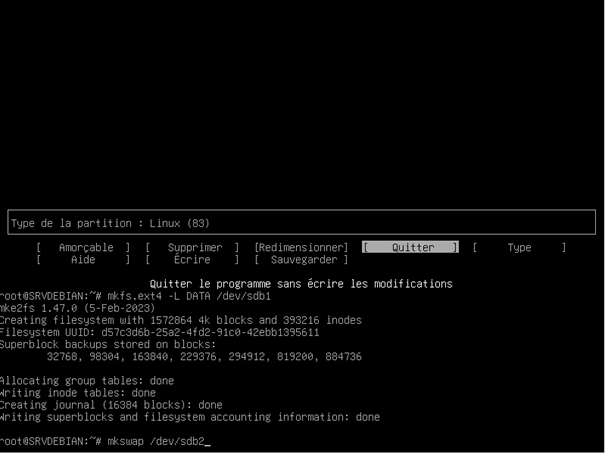 Type de la partition : Linux (83)
[ Amorçable ] [ Supprimer ] [Redimensionner] [ Quitter ] [ Type ]
[ Aide ] [ Écrire ] [ Sauvegarder ]
Quitter le programme sans écrire les modifications
root@SRVDEBIAN:~# mkfs.ext4 -L DATA /dev/sdb1
mke2fs 1.47.0 (5-Feb-2023)
Creating filesystem with 1572864 4k blocks and 393216 inodes
Filesystem UUID: d57c3d6b-25a2-4fd2-91c0-42ebb1395611
Superblock backups stored on blocks:
32768, 98304, 163840, 229376, 294912, 819200, 884736
Allocating group tables: done
Writing inode tables: done
Creating journal (16384 blocks): done
Writing superblocks and filesystem accounting information: done
root@SRVDEBIAN:~# mkswap /dev/sdb2_